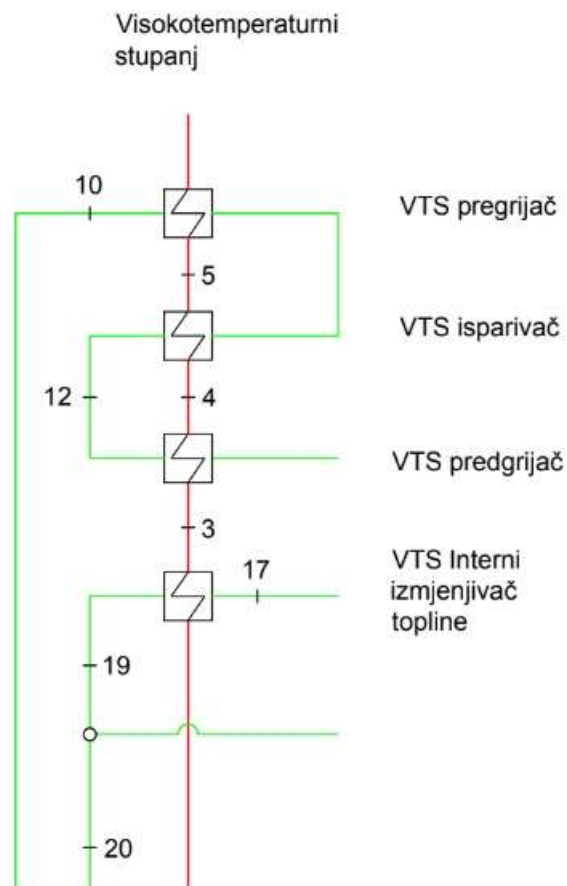 Visokotemperaturni
stupanj
10
VTS pregrijač
5
VTS isparivač
12
4
VTS predgrijač
3
17
VTS Interni
izmjenjivač
topline
19
20